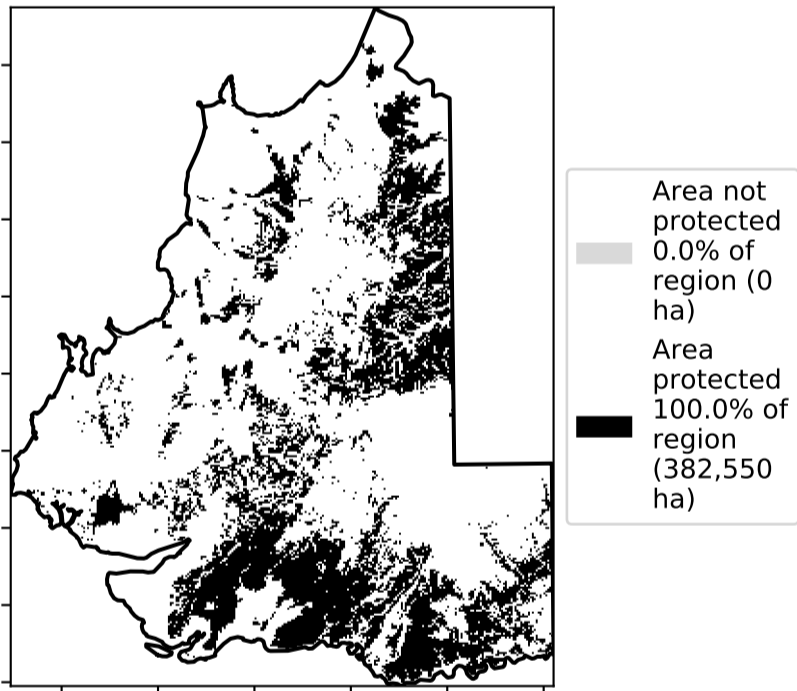 Area not
protected
0.0% of
region (0
ha)
Area
protected
100.0% of
region
(382,550
ha)